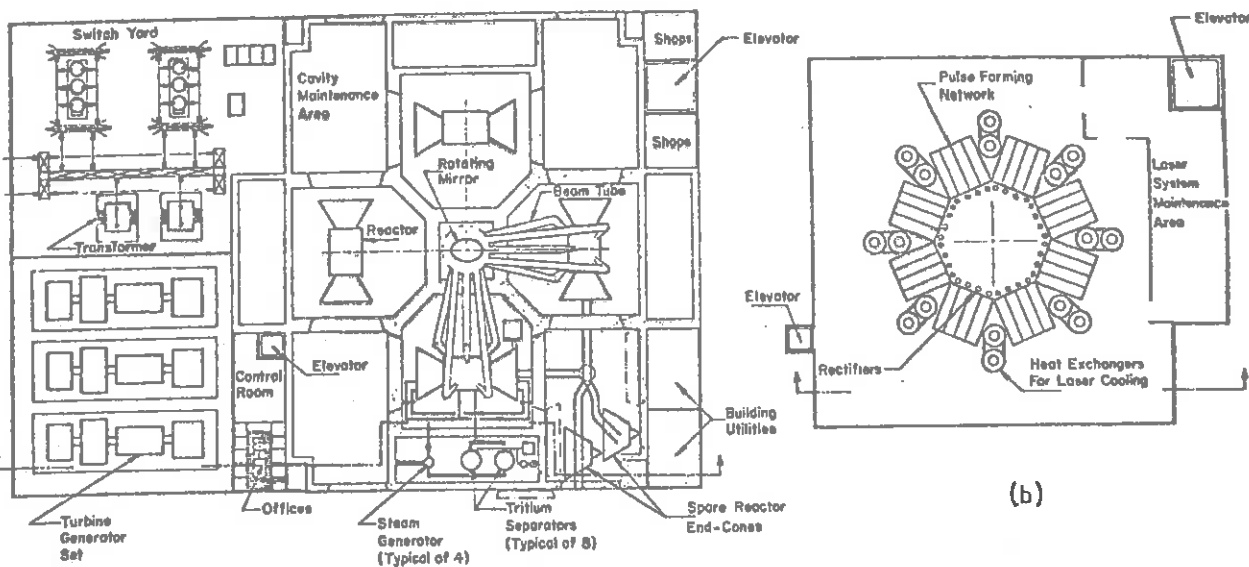 Switch Yard
Cavity
Maintenance
Area
Shops
Elevator
Shops
Rotating
Mirror
Beam Tube
Reactor
Transformer
Elevator
Control
Room
Building
Utilities
Turbine
Generator
Set
Offices
Steam
Generator
(Typical of 4)
Tritium
Separators
(Typical of 8)
Spare Reactor
End-Cones
Elevator
Pulse Forming
Network
Laser
System
Maintenance
Area
Elevator
Rectifiers
Heat Exchangers
For Laser Cooling
(b)